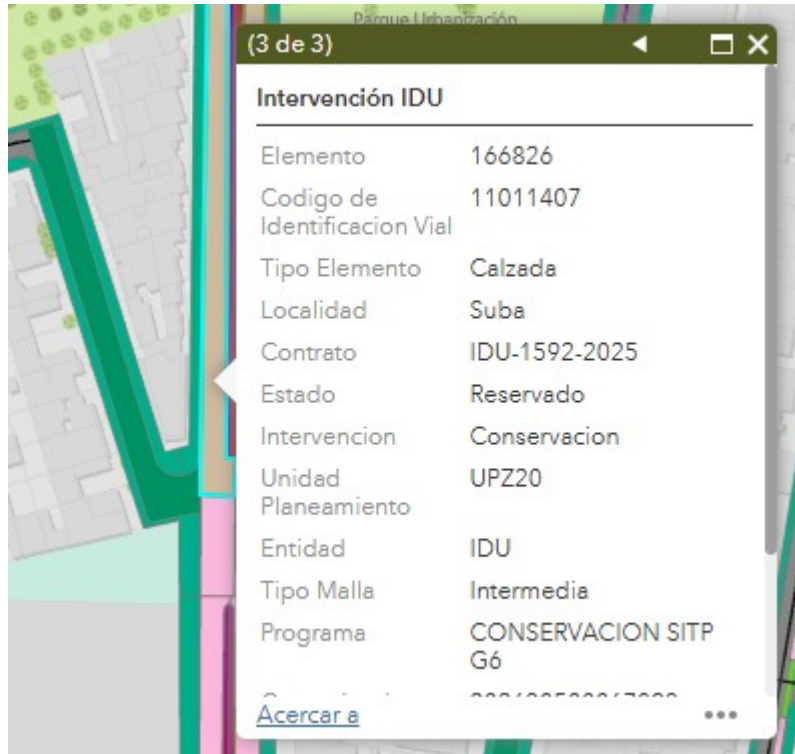 Parque Urbanización
(3 de 3)
Intervención IDU
Elemento 166826
Codigo de 11011407
Identificacion Vial
Tipo Elemento Calzada
Localidad Suba
Contrato IDU-1592-2025
Estado Reservado
Intervencion Conservacion
Unidad UPZ20
Planeamiento
Entidad IDU
Tipo Malla Intermedia
Programa CONSERVACION SITP
G6
Acercar a